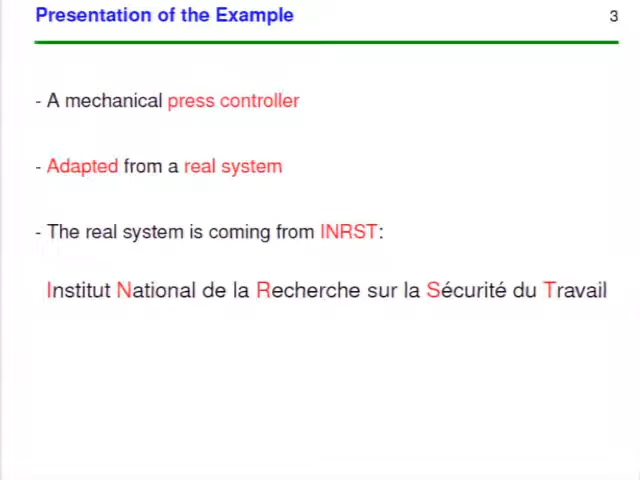 Presentation of the Example 3
- A mechanical press controller
- Adapted from a real system
- The real system is coming from INRST:
Institut National de la Recherche sur la Sécurité du Travail